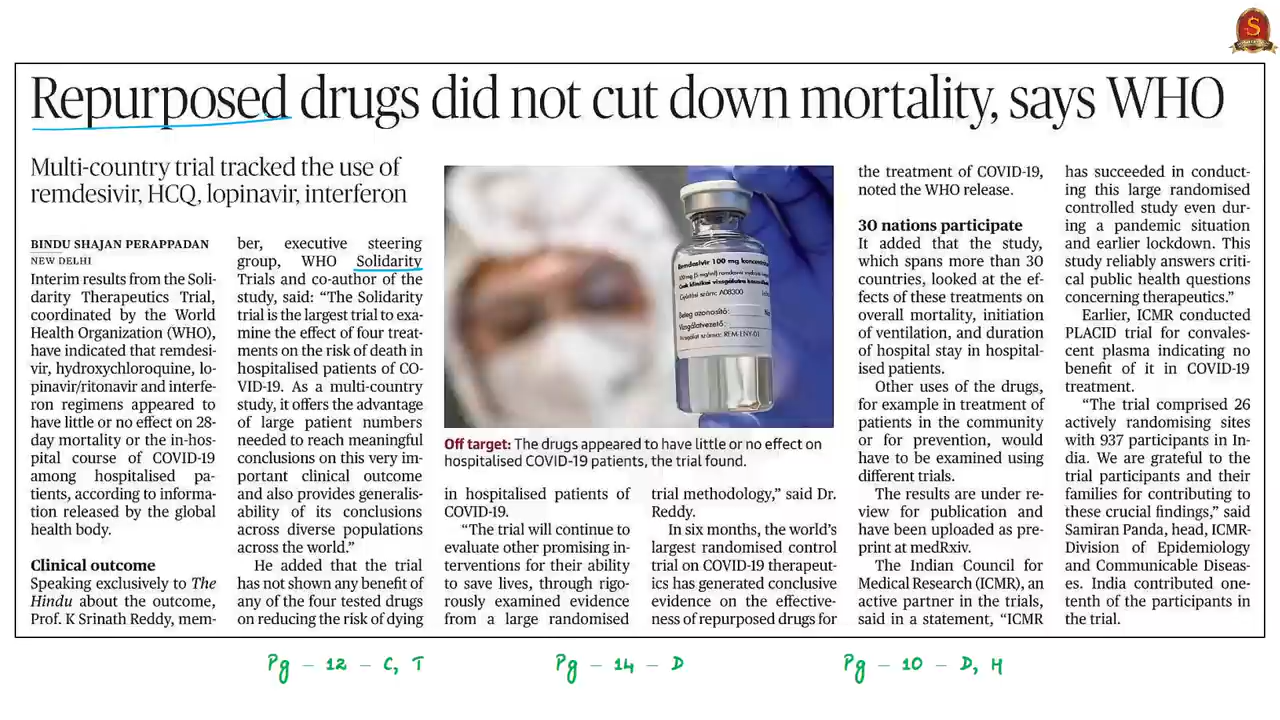 Repurposed drugs did not cut down mortality, says WHO
Multi-country trial tracked the use of
remdesivir, HCQ, lopinavir, interferon
BINDU SHAJAN PERAPPADAN
NEW DELHI
Interim results from the Soli-
darity Therapeutics Trial,
coordinated by the World
Health Organization (WHO),
have indicated that remdesi-
vir, hydroxychloroquine, lo-
pinavir/ritonavir and interfe-
ron regimens appeared to
have little or no effect on 28-
day mortality or the in-hos-
pital course of COVID-19
among hospitalised pa-
tients, according to informa-
tion released by the global
health body.
Clinical outcome
Speaking exclusively to The
Hindu about the outcome,
Prof. K Srinath Reddy, mem-
ber, executive steering
group, WHO Solidarity
Trials and co-author of the
study, said: “The Solidarity
trial is the largest trial to exa-
mine the effect of four treat-
ments on the risk of death in
hospitalised patients of CO-
VID-19. As a multi-country
study, it offers the advantage
of large patient numbers
needed to reach meaningful
conclusions on this very im-
portant clinical outcome
and also provides generalis-
ability of its conclusions
across diverse populations
across the world.”
He added that the trial
has not shown any benefit of
any of the four tested drugs
on reducing the risk of dying
Remdesivir 100 mg
A08300
Beteg azonosító:
Vizsgálatvezető:
REM-INY-01
Off target: The drugs appeared to have little or no effect on
hospitalised COVID-19 patients, the trial found.
in hospitalised patients of
COVID-19.
“The trial will continue to
evaluate other promising in-
terventions for their ability
to save lives, through rigo-
rously examined evidence
from a large randomised
trial methodology,” said Dr.
Reddy.
In six months, the world’s
largest randomised control
trial on COVID-19 therapeut-
ics has generated conclusive
evidence on the effective-
ness of repurposed drugs for
the treatment of COVID-19,
noted the WHO release.
30 nations participate
It added that the study,
which spans more than 30
countries, looked at the ef-
fects of these treatments on
overall mortality, initiation
of ventilation, and duration
of hospital stay in hospital-
ised patients.
Other uses of the drugs,
for example in treatment of
patients in the community
or for prevention, would
have to be examined using
different trials.
The results are under re-
view for publication and
have been uploaded as pre-
print at medRxiv.
The Indian Council for
Medical Research (ICMR), an
active partner in the trials,
said in a statement, “ICMR
has succeeded in conduct-
ing this large randomised
controlled study even dur-
ing a pandemic situation
and earlier lockdown. This
study reliably answers criti-
cal public health questions
concerning therapeutics.”
Earlier, ICMR conducted
PLACID trial for convales-
cent plasma indicating no
benefit of it in COVID-19
treatment.
“The trial comprised 26
actively randomising sites
with 937 participants in In-
dia. We are grateful to the
trial participants and their
families for contributing to
these crucial findings,” said
Samiran Panda, head, ICMR-
Division of Epidemiology
and Communicable Diseas-
es. India contributed one-
tenth of the participants in
the trial.
Pg - 12 - C, T
Pg - 14 - D
Pg - 10 - D, H